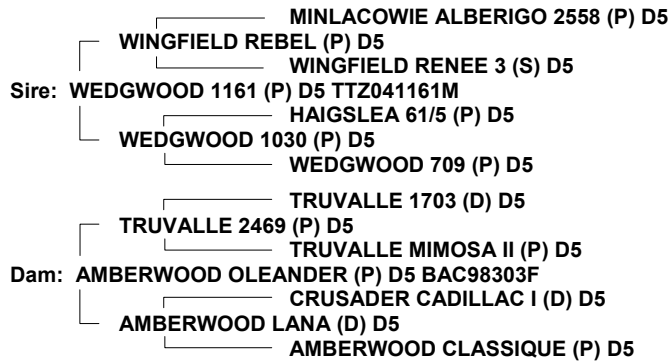 MINLACOWIE ALBERIGO 2558 (P) D5
WINGFIELD REBEL (P) D5
WINGFIELD RENEE 3 (S) D5
Sire: WEDGWOOD 1161 (P) D5 TTZ041161M
HAIGSLEA 61/5 (P) D5
WEDGWOOD 1030 (P) D5
WEDGWOOD 709 (P) D5
TRUVALLE 1703 (D) D5
TRUVALLE 2469 (P) D5
TRUVALLE MIMOSA II (P) D5
Dam: AMBERWOOD OLEANDER (P) D5 BAC98303F
CRUSADER CADILLAC I (D) D5
AMBERWOOD LANA (D) D5
AMBERWOOD CLASSIQUE (P) D5